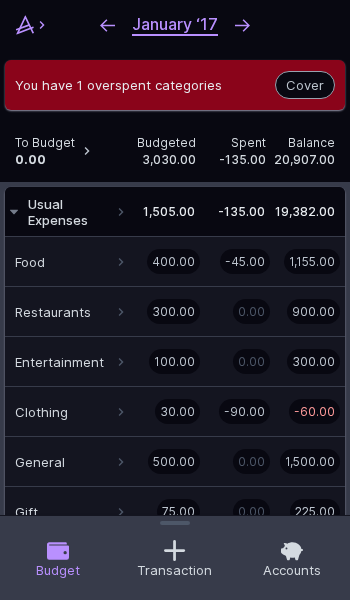 January ‘17
You have 1 overspent categories Cover
To Budget Budgeted Spent Balance
0.00 3,030.00 -135.00 20,907.00
Usual Expenses 1,505.00 -135.00 19,382.00
Food 400.00 -45.00 1,155.00
Restaurants 300.00 0.00 900.00
Entertainment 100.00 0.00 300.00
Clothing 30.00 -90.00 -60.00
General 500.00 0.00 1,500.00
Gift 75.00 0.00 225.00
Budget Transaction Accounts